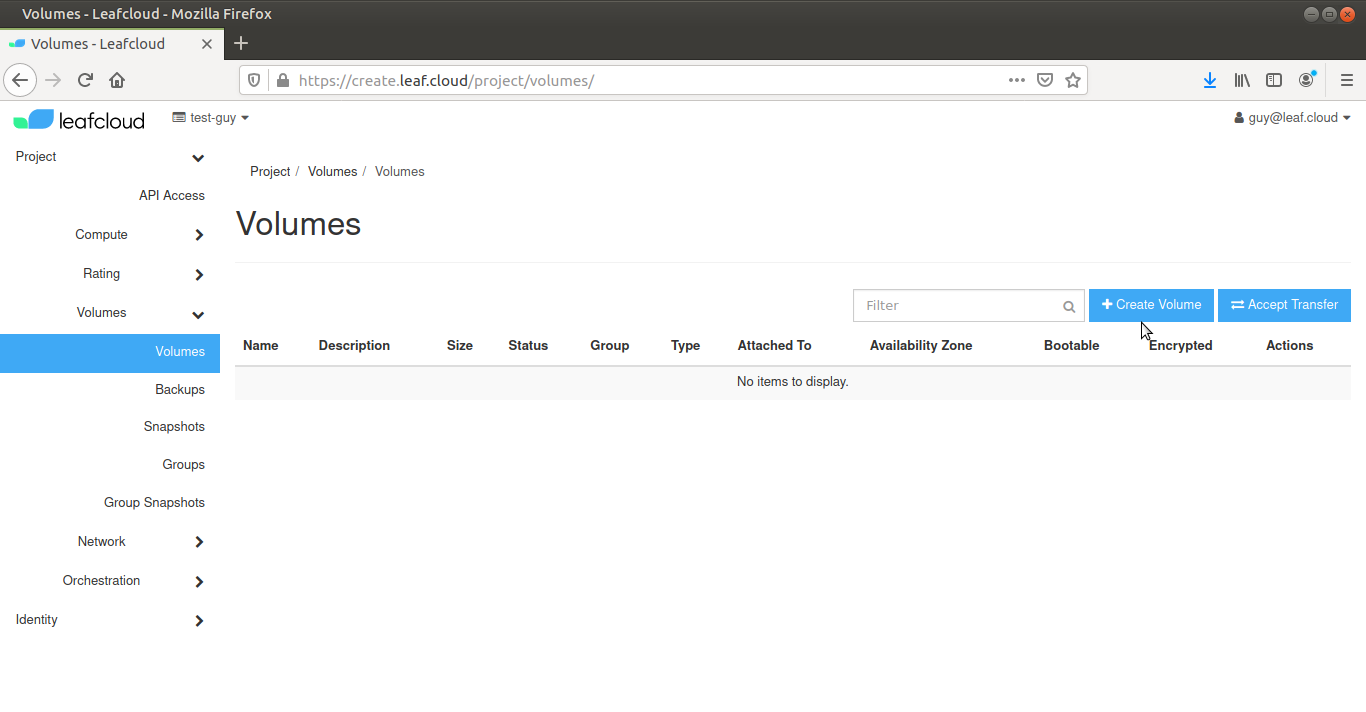 Volumes - Leafcloud - Mozilla Firefox
Volumes - Leafcloud
https://create.leaf.cloud/project/volumes/
leafcloud
test-guy
guy@leaf.cloud
Project
API Access
Compute
Rating
Volumes
Volumes
Backups
Snapshots
Groups
Group Snapshots
Network
Orchestration
Identity
Project / Volumes / Volumes
Volumes
Filter
Create Volume
Accept Transfer
Name Description Size Status Group Type Attached To Availability Zone Bootable Encrypted Actions
No items to display.